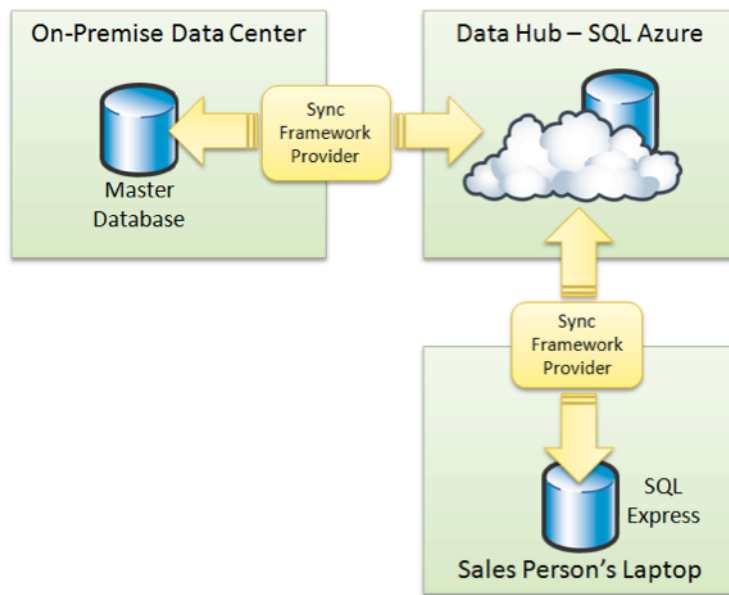 On-Premise Data Center
Master
Database
Sync
Framework
Provider
Data Hub – SQL Azure
Sync
Framework
Provider
SQL
Express
Sales Person's Laptop